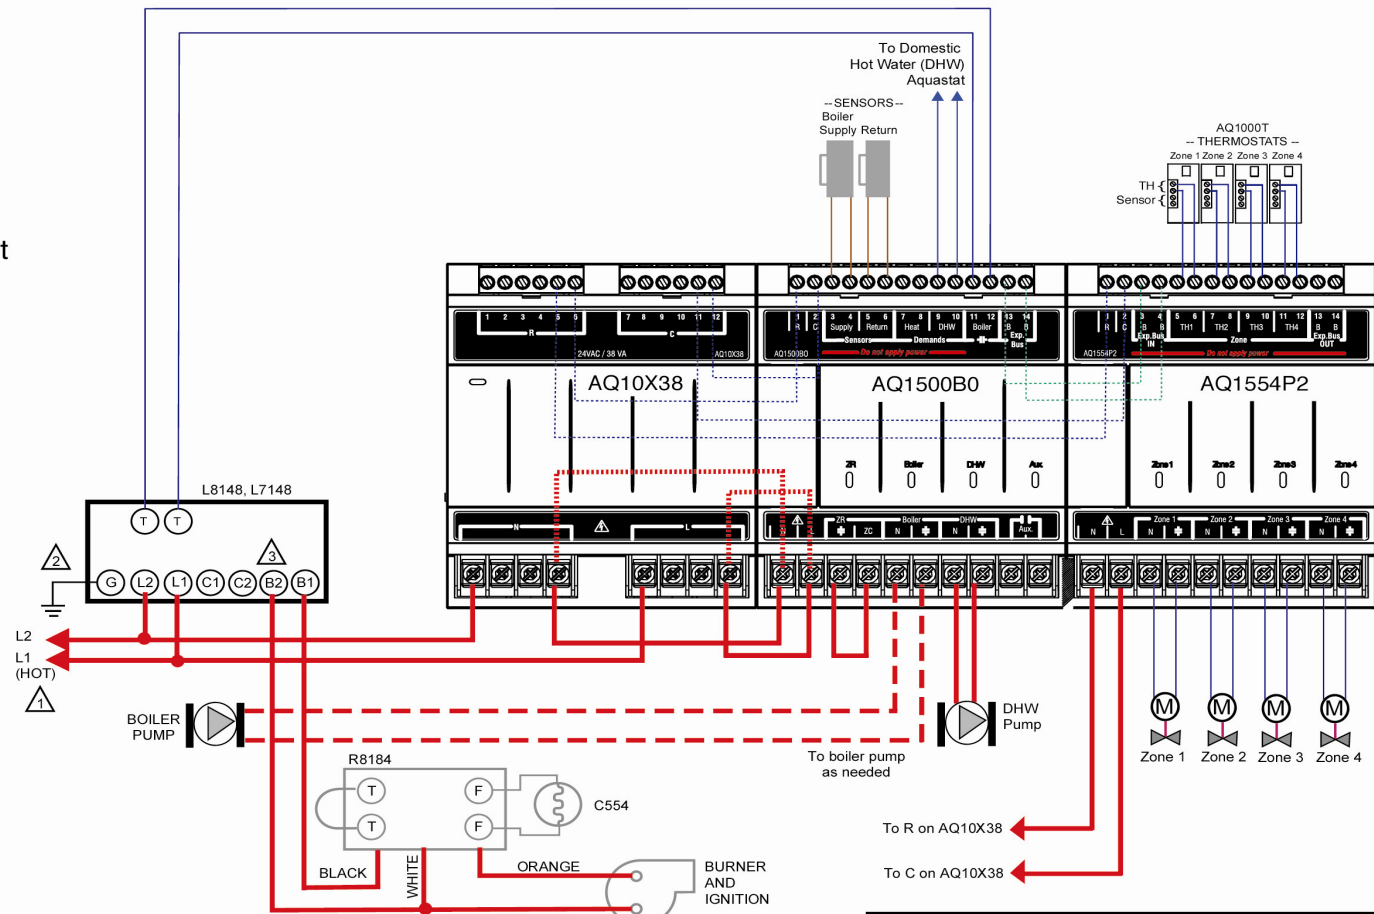 To Domestic
Hot Water (DHW)
Aquastat
-- SENSORS --
Boiler
Supply Return
AQ1000T
-- THERMOSTATS --
Zone 1 Zone 2 Zone 3 Zone 4
TH {
Sensor {
t
1 2 3 4 5 6
R
7 8 9 10 11 12
C
24VAC / 38 VA
AQ10X38
1 2 3 4 5 6 7 8 9 10 11 12 13 14
R C Supply Return Heat DHW Boiler B B
Sensors Demands Exp. Bus
AQ1500B0
Do not apply power
1 2 3 4 5 6 7 8 9 10 11 12 13 14
R C B B TH1 TH2 TH3 TH4 B B
Exp.Bus IN Zone Exp.Bus OUT
AQ1554P2
Do not apply power
AQ10X38
AQ1500B0
AQ1554P2
ZR Boiler DHW Aux.
Zone1 Zone2 Zone3 Zone4
N L
ZR Boiler DHW
ZC N N Aux.
Zone 1 Zone 2 Zone 3 Zone 4
N L N N N N
L8148, L7148
T T
2
3
G L2 L1 C1 C2 B2 B1
L2
L1
(HOT)
1
BOILER
PUMP
DHW
Pump
To boiler pump
as needed
M M M M
Zone 1 Zone 2 Zone 3 Zone 4
R8184
T F
T F
C554
To R on AQ10X38
To C on AQ10X38
BLACK
WHITE
ORANGE
BURNER
AND
IGNITION